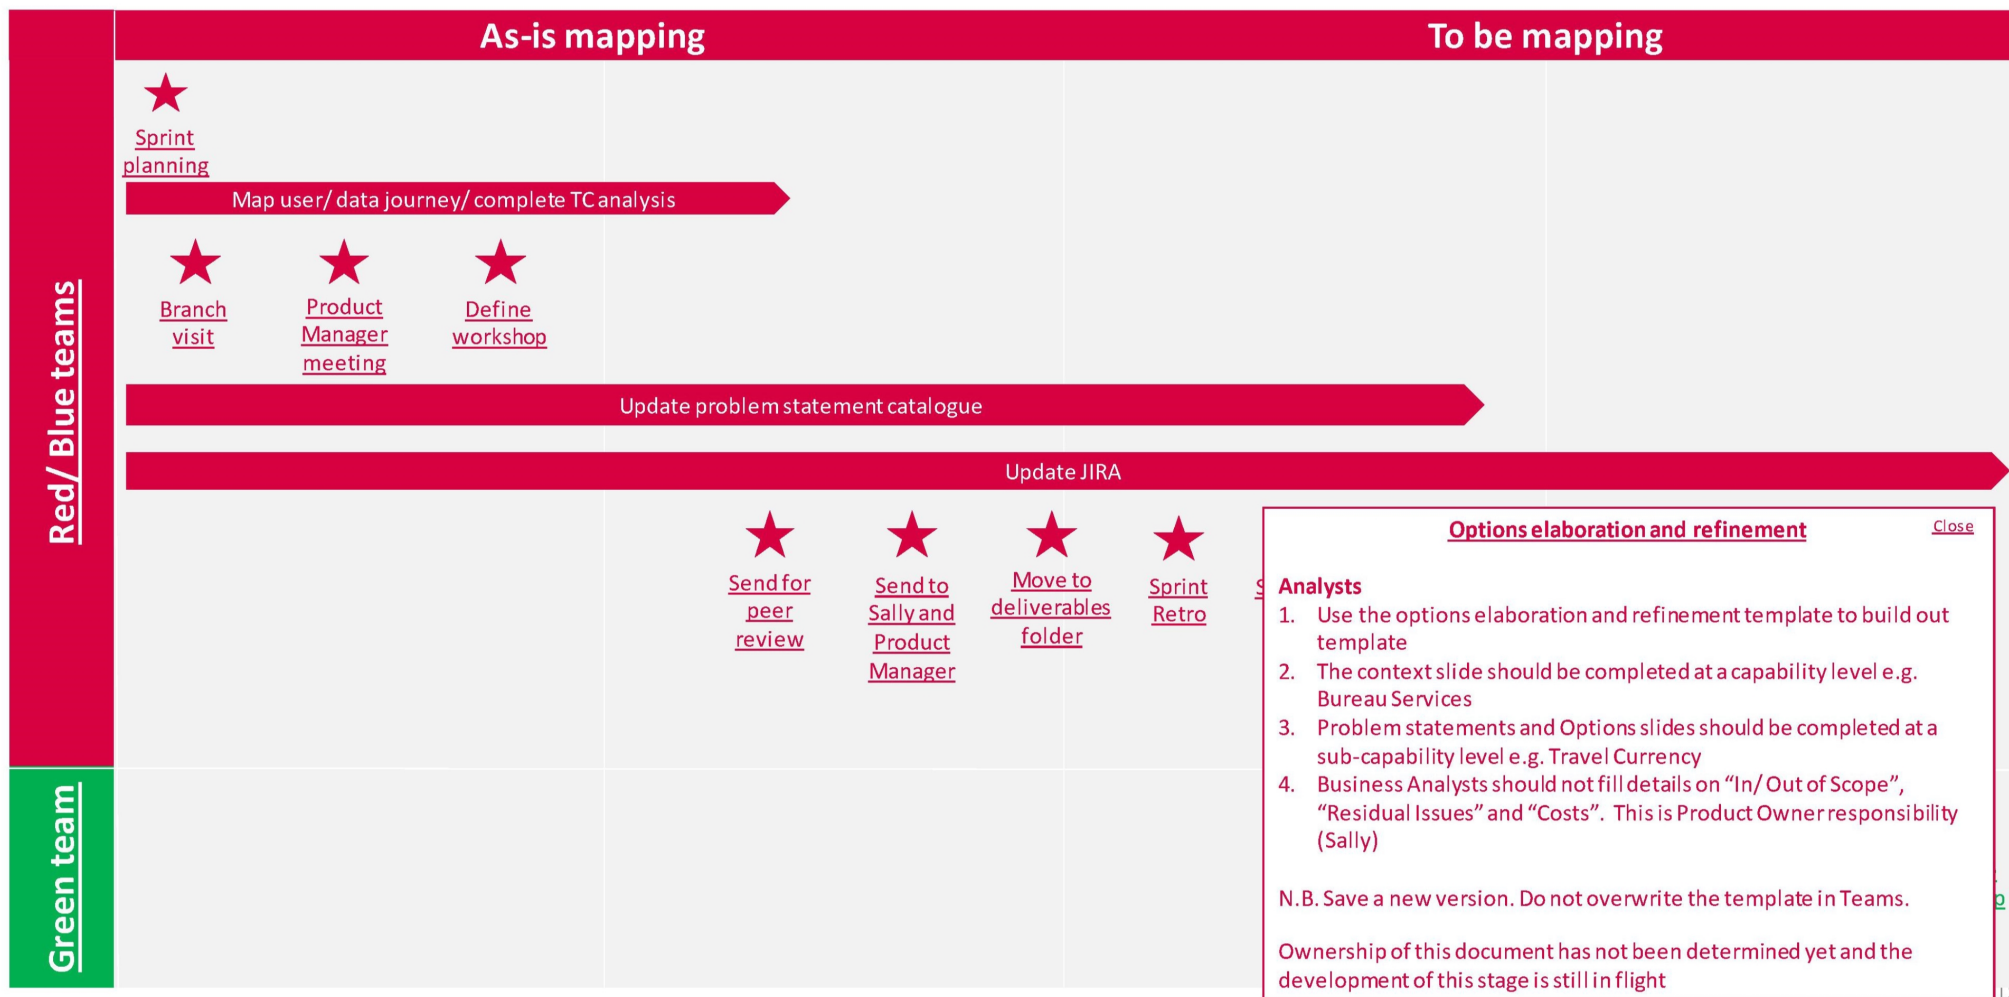 As-is mapping
To be mapping
Red/ Blue teams
Sprint
planning
Map user/ data journey/ complete TC analysis
Branch
visit
Product
Manager
meeting
Define
workshop
Update problem statement catalogue
Update JIRA
Send for
peer
review
Send to
Sally and
Product
Manager
Move to
deliverables
folder
Sprint
Retro
Options elaboration and refinement
Close
Analysts
1. Use the options elaboration and refinement template to build out
template
2. The context slide should be completed at a capability level e.g.
Bureau Services
3. Problem statements and Options slides should be completed at a
sub-capability level e.g. Travel Currency
4. Business Analysts should not fill details on “In/ Out of Scope”,
“Residual Issues” and “Costs”. This is Product Owner responsibility
(Sally)
N.B. Save a new version. Do not overwrite the template in Teams.
Ownership of this document has not been determined yet and the
development of this stage is still in flight
Green team